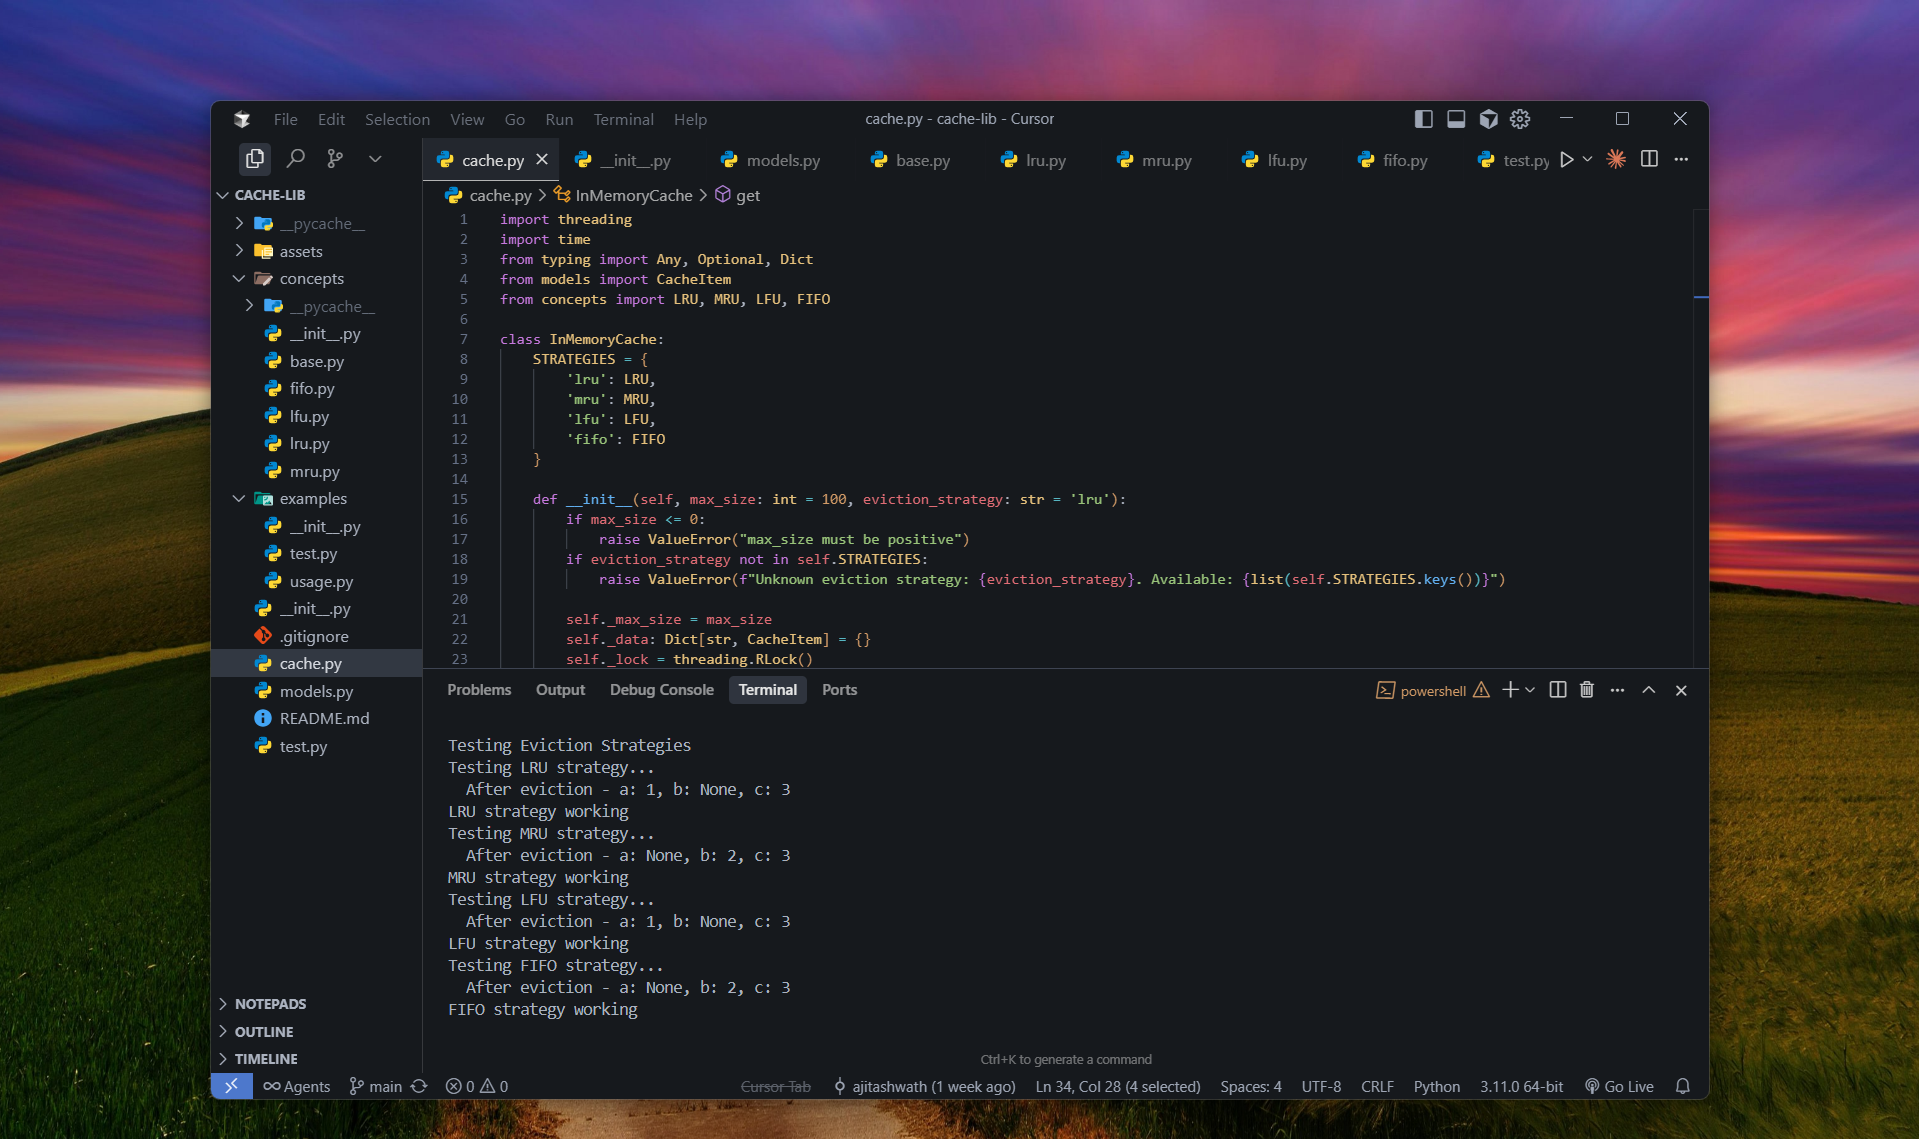 File Edit Selection View Go Run Terminal Help
cache.py - cache-lib - Cursor
cache.py __init__.py models.py base.py lru.py mru.py lfu.py fifo.py test.py
cache.py > InMemoryCache > get
CACHE-LIB
__pycache__
assets
concepts
__pycache__
__init__.py
base.py
fifo.py
lfu.py
lru.py
mru.py
examples
__init__.py
test.py
usage.py
__init__.py
.gitignore
cache.py
models.py
README.md
test.py
NOTEPADS
OUTLINE
TIMELINE
1 import threading
2 import time
3 from typing import Any, Optional, Dict
4 from models import CacheItem
5 from concepts import LRU, MRU, LFU, FIFO
6
7 class InMemoryCache:
8     STRATEGIES = {
9         'lru': LRU,
10         'mru': MRU,
11         'lfu': LFU,
12         'fifo': FIFO
13     }
14
15     def __init__(self, max_size: int = 100, eviction_strategy: str = 'lru'):
16         if max_size <= 0:
17             raise ValueError("max_size must be positive")
18         if eviction_strategy not in self.STRATEGIES:
19             raise ValueError(f"Unknown eviction strategy: {eviction_strategy}. Available: {list(self.STRATEGIES.keys())}")
20
21         self._max_size = max_size
22         self._data: Dict[str, CacheItem] = {}
23         self._lock = threading.RLock()
Problems Output Debug Console Terminal Ports
powershell
Testing Eviction Strategies
Testing LRU strategy...
  After eviction - a: 1, b: None, c: 3
LRU strategy working
Testing MRU strategy...
  After eviction - a: None, b: 2, c: 3
MRU strategy working
Testing LFU strategy...
  After eviction - a: 1, b: None, c: 3
LFU strategy working
Testing FIFO strategy...
  After eviction - a: None, b: 2, c: 3
FIFO strategy working
Ctrl+K to generate a command
Agents main 0 0 Cursor Tab ajitashwath (1 week ago) Ln 34, Col 28 (4 selected) Spaces: 4 UTF-8 CRLF Python 3.11.0 64-bit Go Live